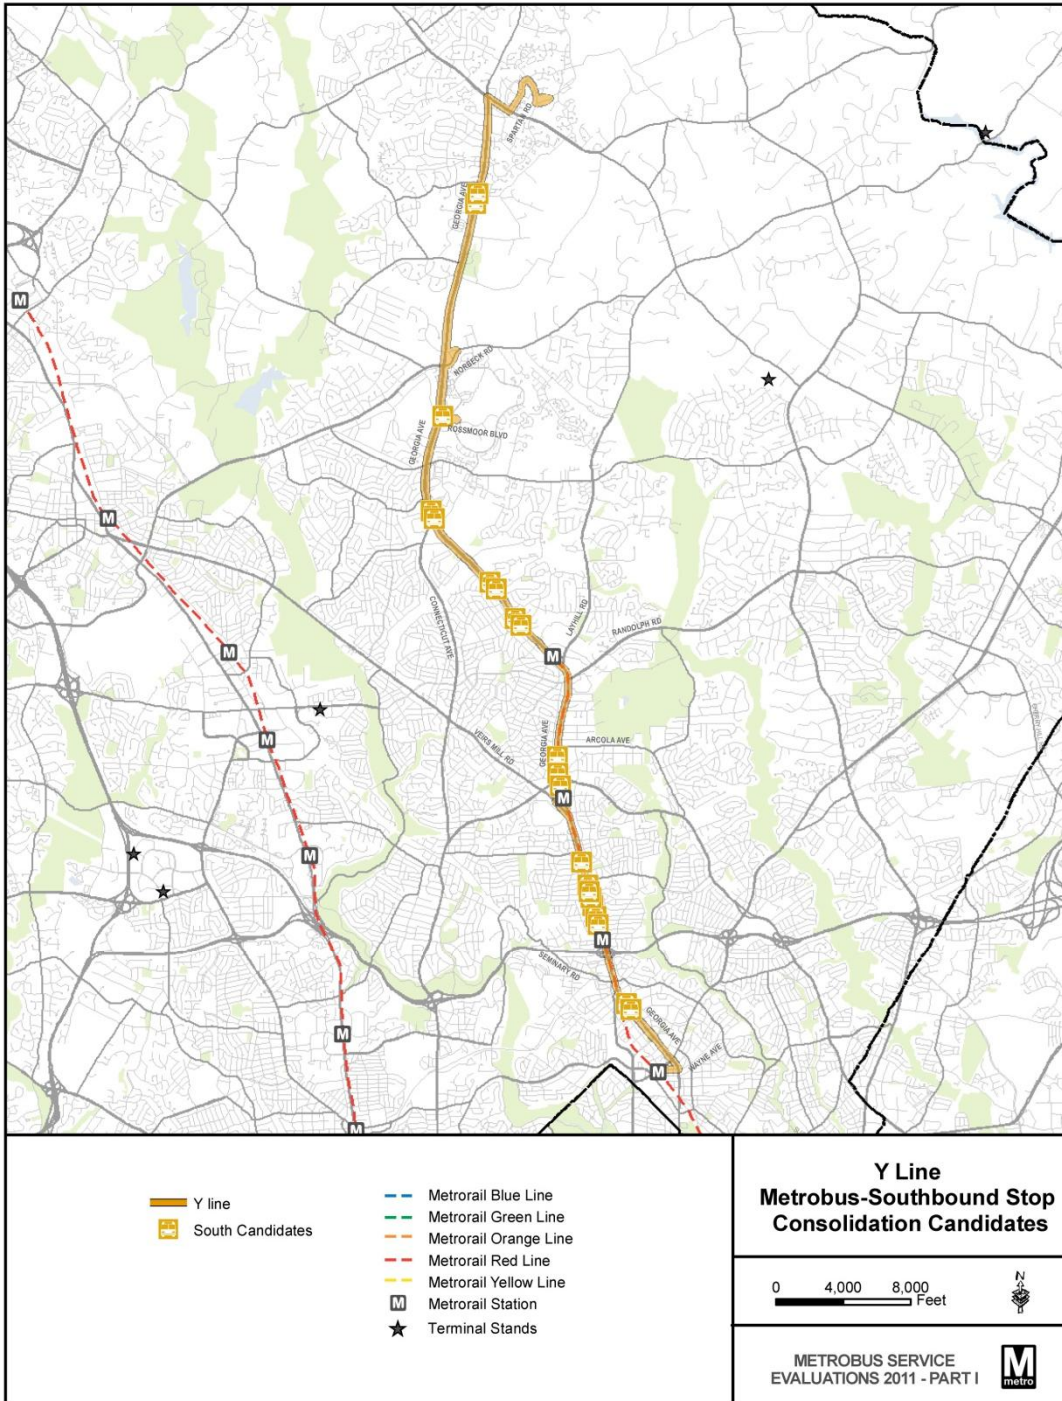 SPARTAN RD
GEORGIA AVE
NORBECK RD
M
GEORGIA AVE
ROSSMOOR BLVD
M
CONNECTICUT AVE
LAYHILL RD
RANDOLPH RD
M
M
VEIRS MILL RD
GEORGIA AVE
ARCOLA AVE
M
M
M
M
SEMINARY RD
GEORGIA AVE
WAYNE AVE
M
M
M
Y line
South Candidates
Metrorail Blue Line
Metrorail Green Line
Metrorail Orange Line
Metrorail Red Line
Metrorail Yellow Line
M Metrorail Station
Terminal Stands
Y Line
Metrobus-Southbound Stop
Consolidation Candidates
0 4,000 8,000
Feet
N
METROBUS SERVICE
EVALUATIONS 2011 - PART I
M
metro